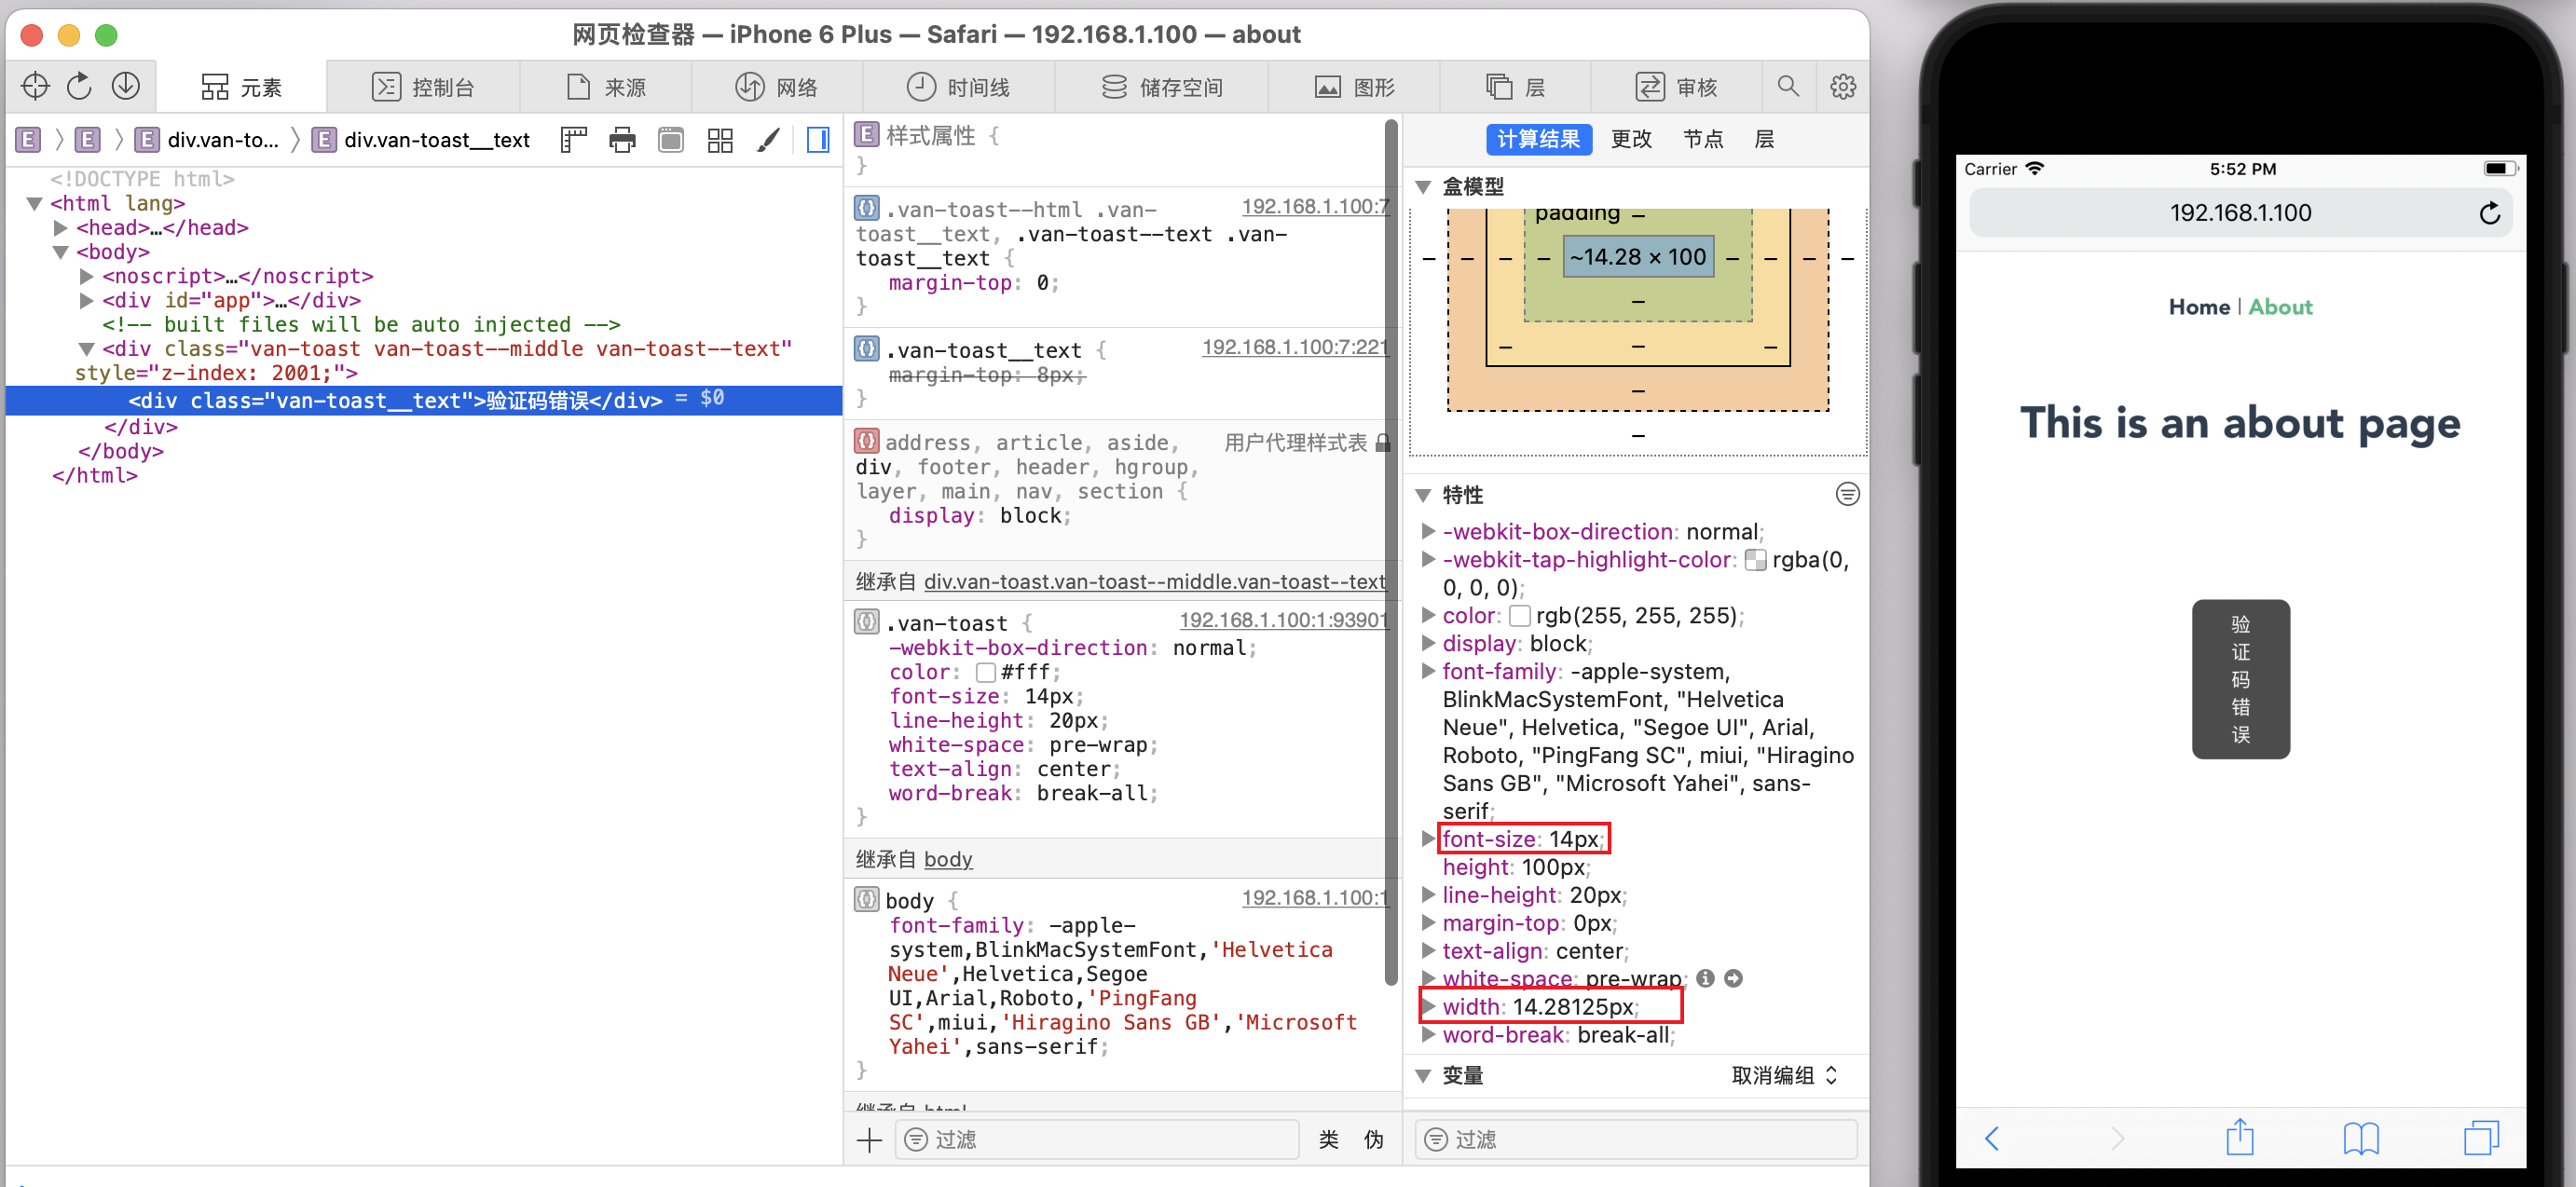 网页检查器 — iPhone 6 Plus — Safari — 192.168.1.100 — about
元素
控制台
来源
网络
时间线
储存空间
图形
层
审核
E 〉 E 〉 E div.van-to... 〉 E div.van-toast__text
<!DOCTYPE html>
<html lang>
<head>…</head>
<body>
<noscript>…</noscript>
<div id="app">…</div>
<!-- built files will be auto injected -->
<div class="van-toast van-toast--middle van-toast--text"
style="z-index: 2001;">
<div class="van-toast__text">验证码错误</div> = $0
</div>
</body>
</html>
E 样式属性 {
}
.van-toast--html .van- 192.168.1.100:7
toast__text, .van-toast--text .van-
toast__text {
margin-top: 0;
}
.van-toast__text { 192.168.1.100:7:221
margin-top: 8px;
}
address, article, aside, 用户代理样式表
div, footer, header, hgroup,
layer, main, nav, section {
display: block;
}
继承自 div.van-toast.van-toast--middle.van-toast--text
.van-toast { 192.168.1.100:1:93901
-webkit-box-direction: normal;
color: #fff;
font-size: 14px;
line-height: 20px;
white-space: pre-wrap;
text-align: center;
word-break: break-all;
}
继承自 body
body { 192.168.1.100:1
font-family: -apple-
system,BlinkMacSystemFont,'Helvetica
Neue',Helvetica,Segoe
UI,Arial,Roboto,'PingFang
SC',miui,'Hiragino Sans GB','Microsoft
Yahei',sans-serif;
}
继承自 html
过滤
类 伪
计算结果 更改 节点 层
盒模型
padding –
– – – – ~14.28 × 100 – – – –
–
– – –
–
–
特性
-webkit-box-direction: normal;
-webkit-tap-highlight-color: rgba(0,
0, 0, 0);
color: rgb(255, 255, 255);
display: block;
font-family: -apple-system,
BlinkMacSystemFont, "Helvetica
Neue", Helvetica, "Segoe UI", Arial,
Roboto, "PingFang SC", miui, "Hiragino
Sans GB", "Microsoft Yahei", sans-
serif;
font-size: 14px;
height: 100px;
line-height: 20px;
margin-top: 0px;
text-align: center;
white-space: pre-wrap;
width: 14.28125px;
word-break: break-all;
变量 取消编组
过滤
Carrier 5:52 PM
192.168.1.100
Home | About
This is an about page
验
证
码
错
误